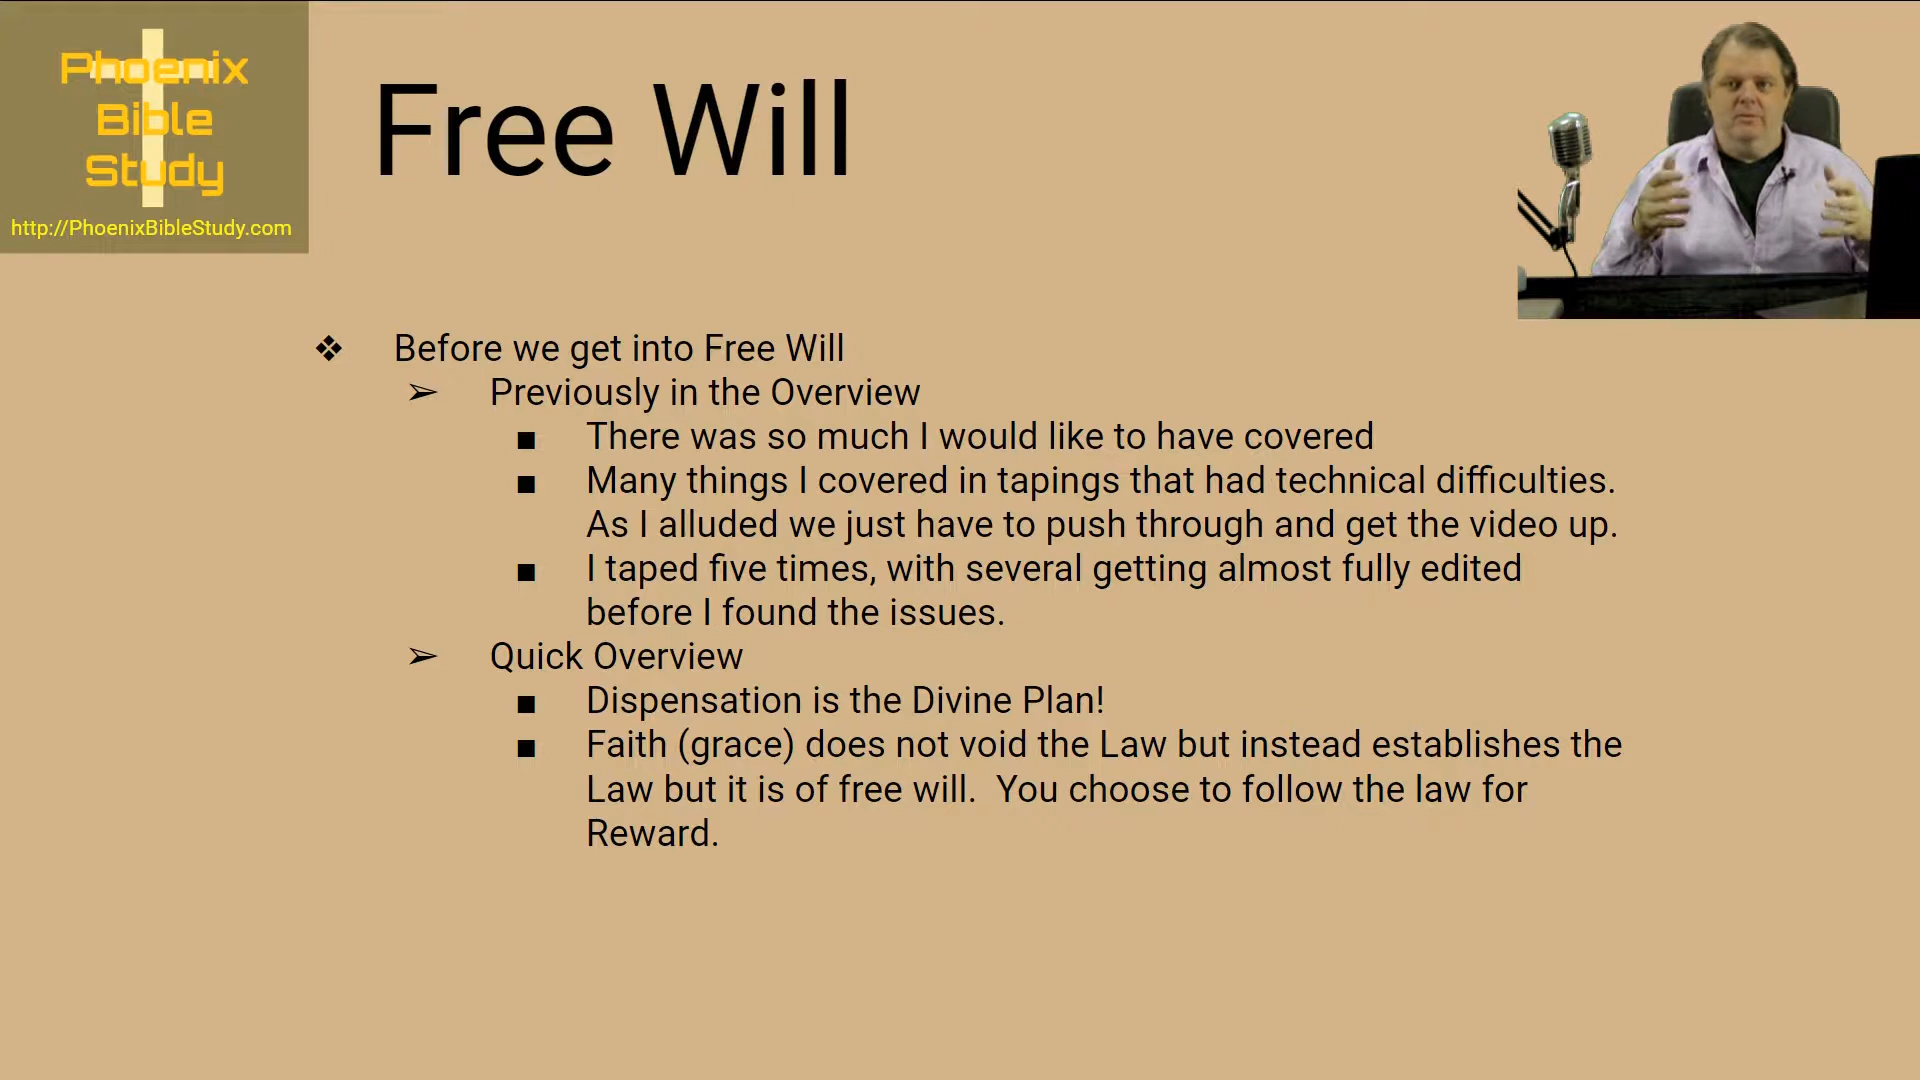 Phoenix
Bible
Study
http://PhoenixBibleStudy.com
Free Will
❖ Before we get into Free Will
➢ Previously in the Overview
■ There was so much I would like to have covered
■ Many things I covered in tapings that had technical difficulties.
As I alluded we just have to push through and get the video up.
■ I taped five times, with several getting almost fully edited
before I found the issues.
➢ Quick Overview
■ Dispensation is the Divine Plan!
■ Faith (grace) does not void the Law but instead establishes the
Law but it is of free will.  You choose to follow the law for
Reward.